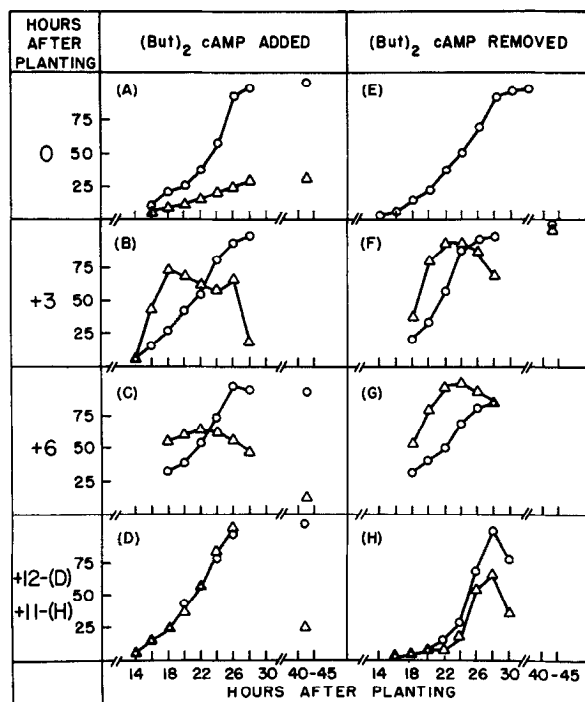 HOURS AFTER PLANTING
(But)2 cAMP ADDED
(But)2 cAMP REMOVED
0
(A)
(E)
75
50
25
+3
(B)
(F)
75
50
25
+6
(C)
(G)
75
50
25
+12-(D)
+11-(H)
(D)
(H)
75
50
25
14 18 22 26 30 40-45
14 18 22 26 30 40-45
HOURS AFTER PLANTING